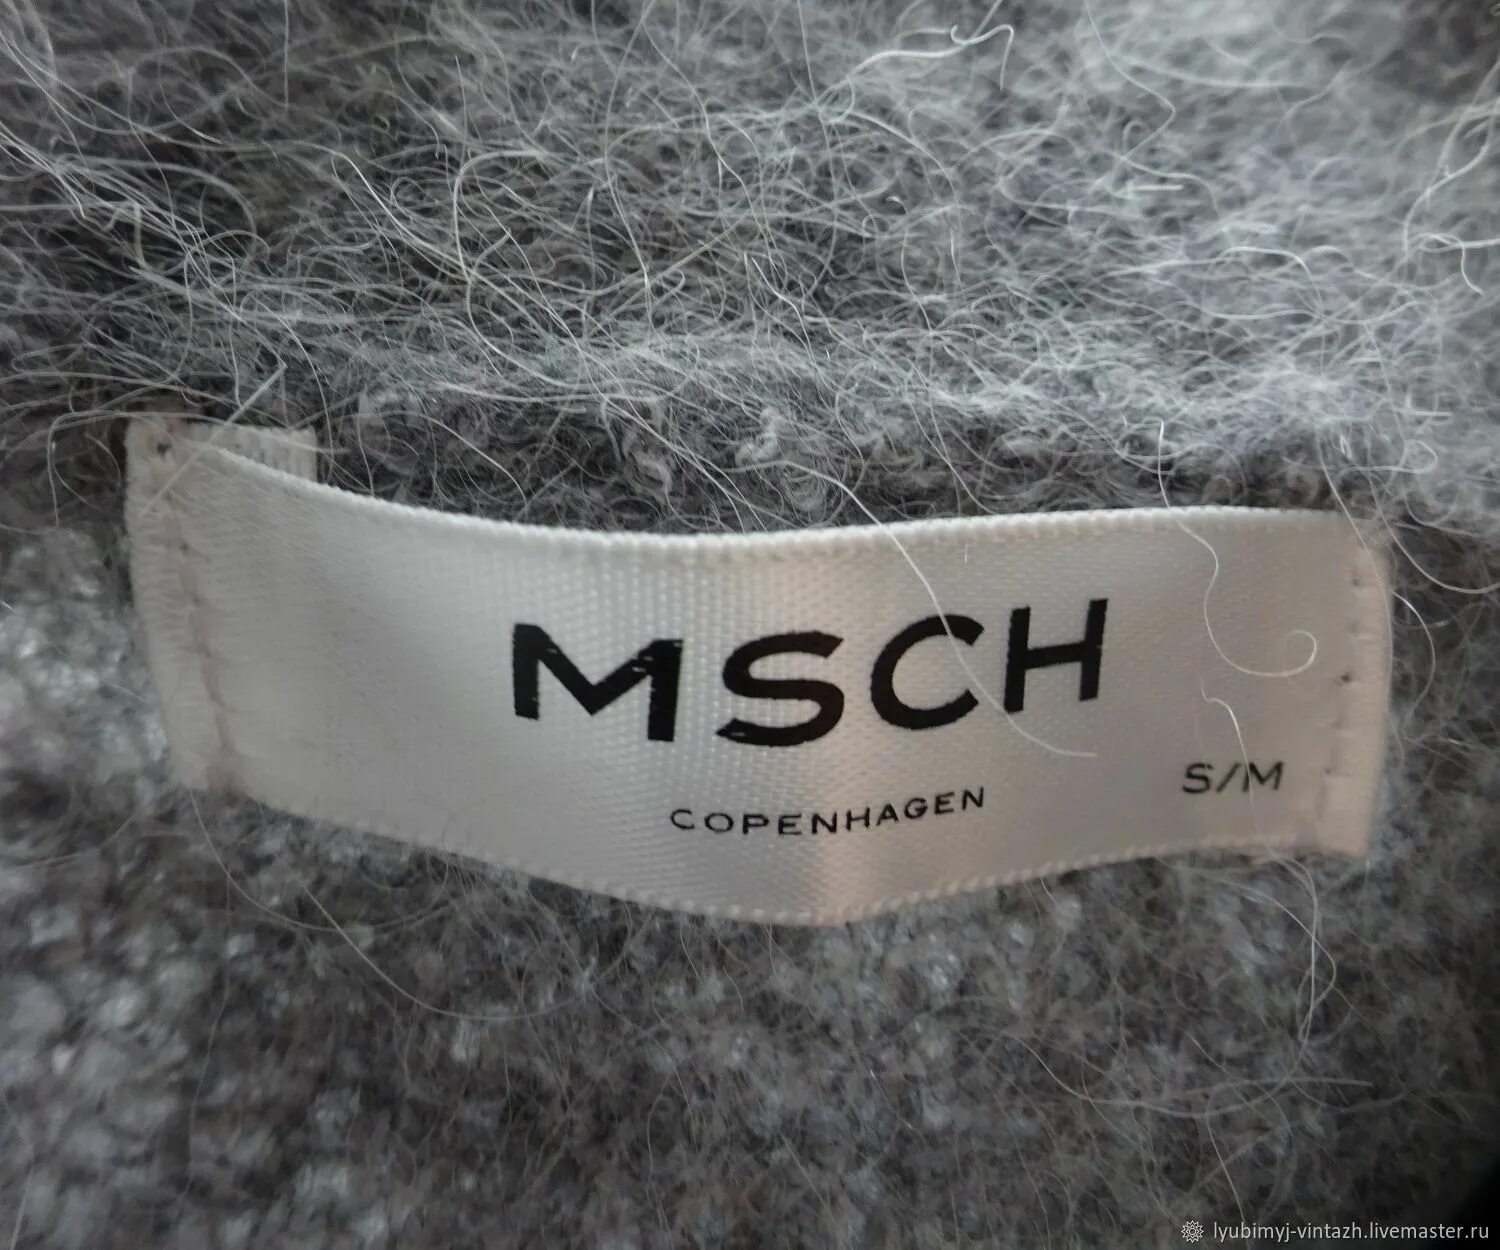 MSCH
COPENHAGEN
S/M
lyubimyj-vintazh.livemaster.ru